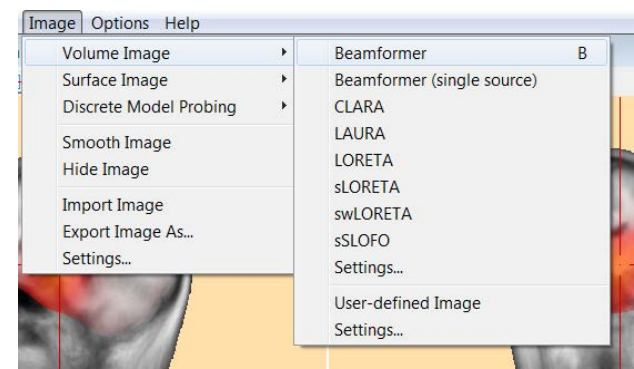 Image Options Help
Volume Image
Surface Image
Discrete Model Probing
Smooth Image
Hide Image
Import Image
Export Image As...
Settings...
Beamformer B
Beamformer (single source)
CLARA
LAURA
LORETA
sLORETA
swLORETA
sSLOFO
Settings...
User-defined Image
Settings...